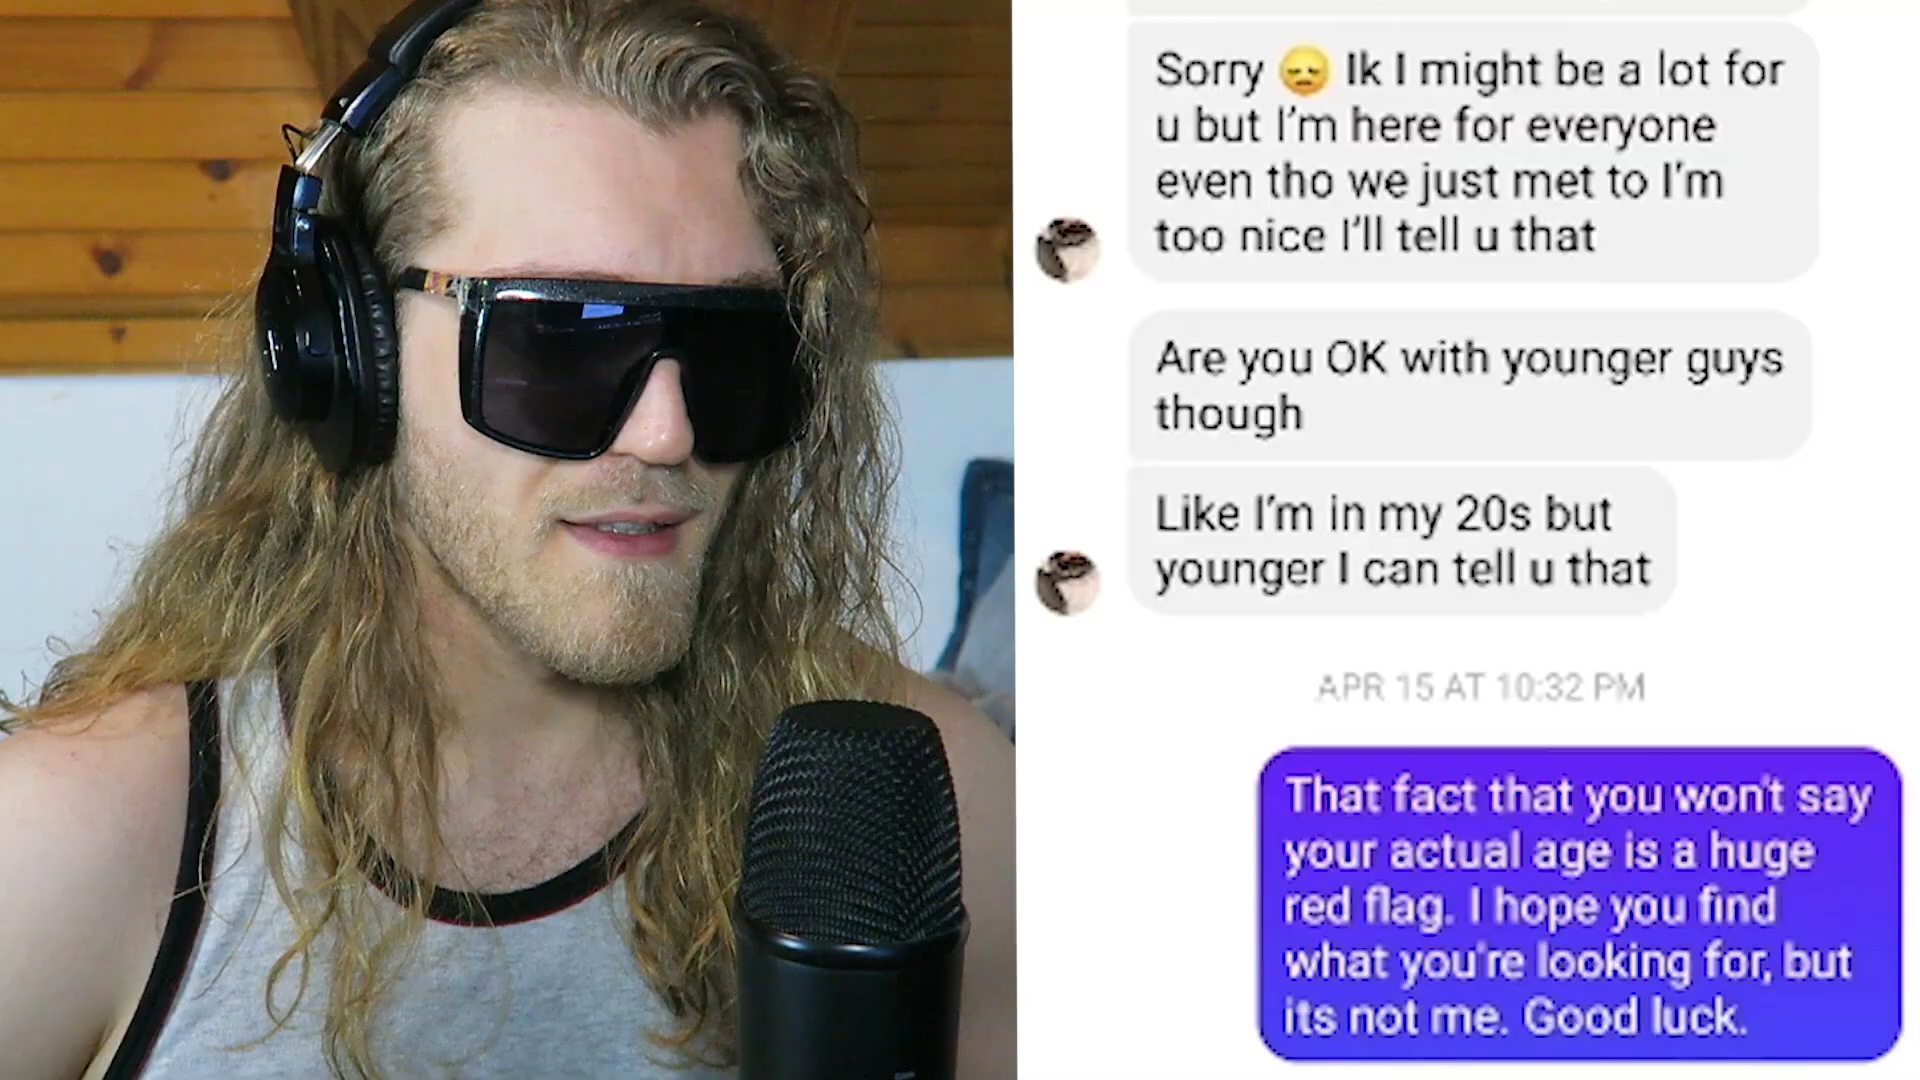 Sorry 😞 Ik I might be a lot for
u but I'm here for everyone
even tho we just met to I'm
too nice I'll tell u that
Are you OK with younger guys
though
Like I'm in my 20s but
younger I can tell u that
APR 15 AT 10:32 PM
That fact that you won't say
your actual age is a huge
red flag. I hope you find
what you're looking for, but
its not me. Good luck.